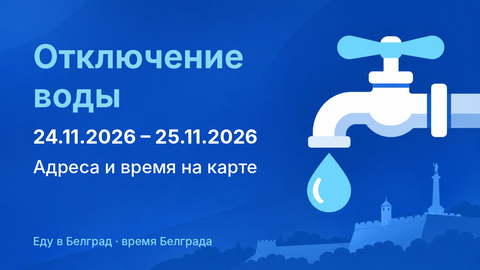 Отключение
воды
24.11.2026 – 25.11.2026
Адреса и время на карте
Еду в Белград · время Белграда